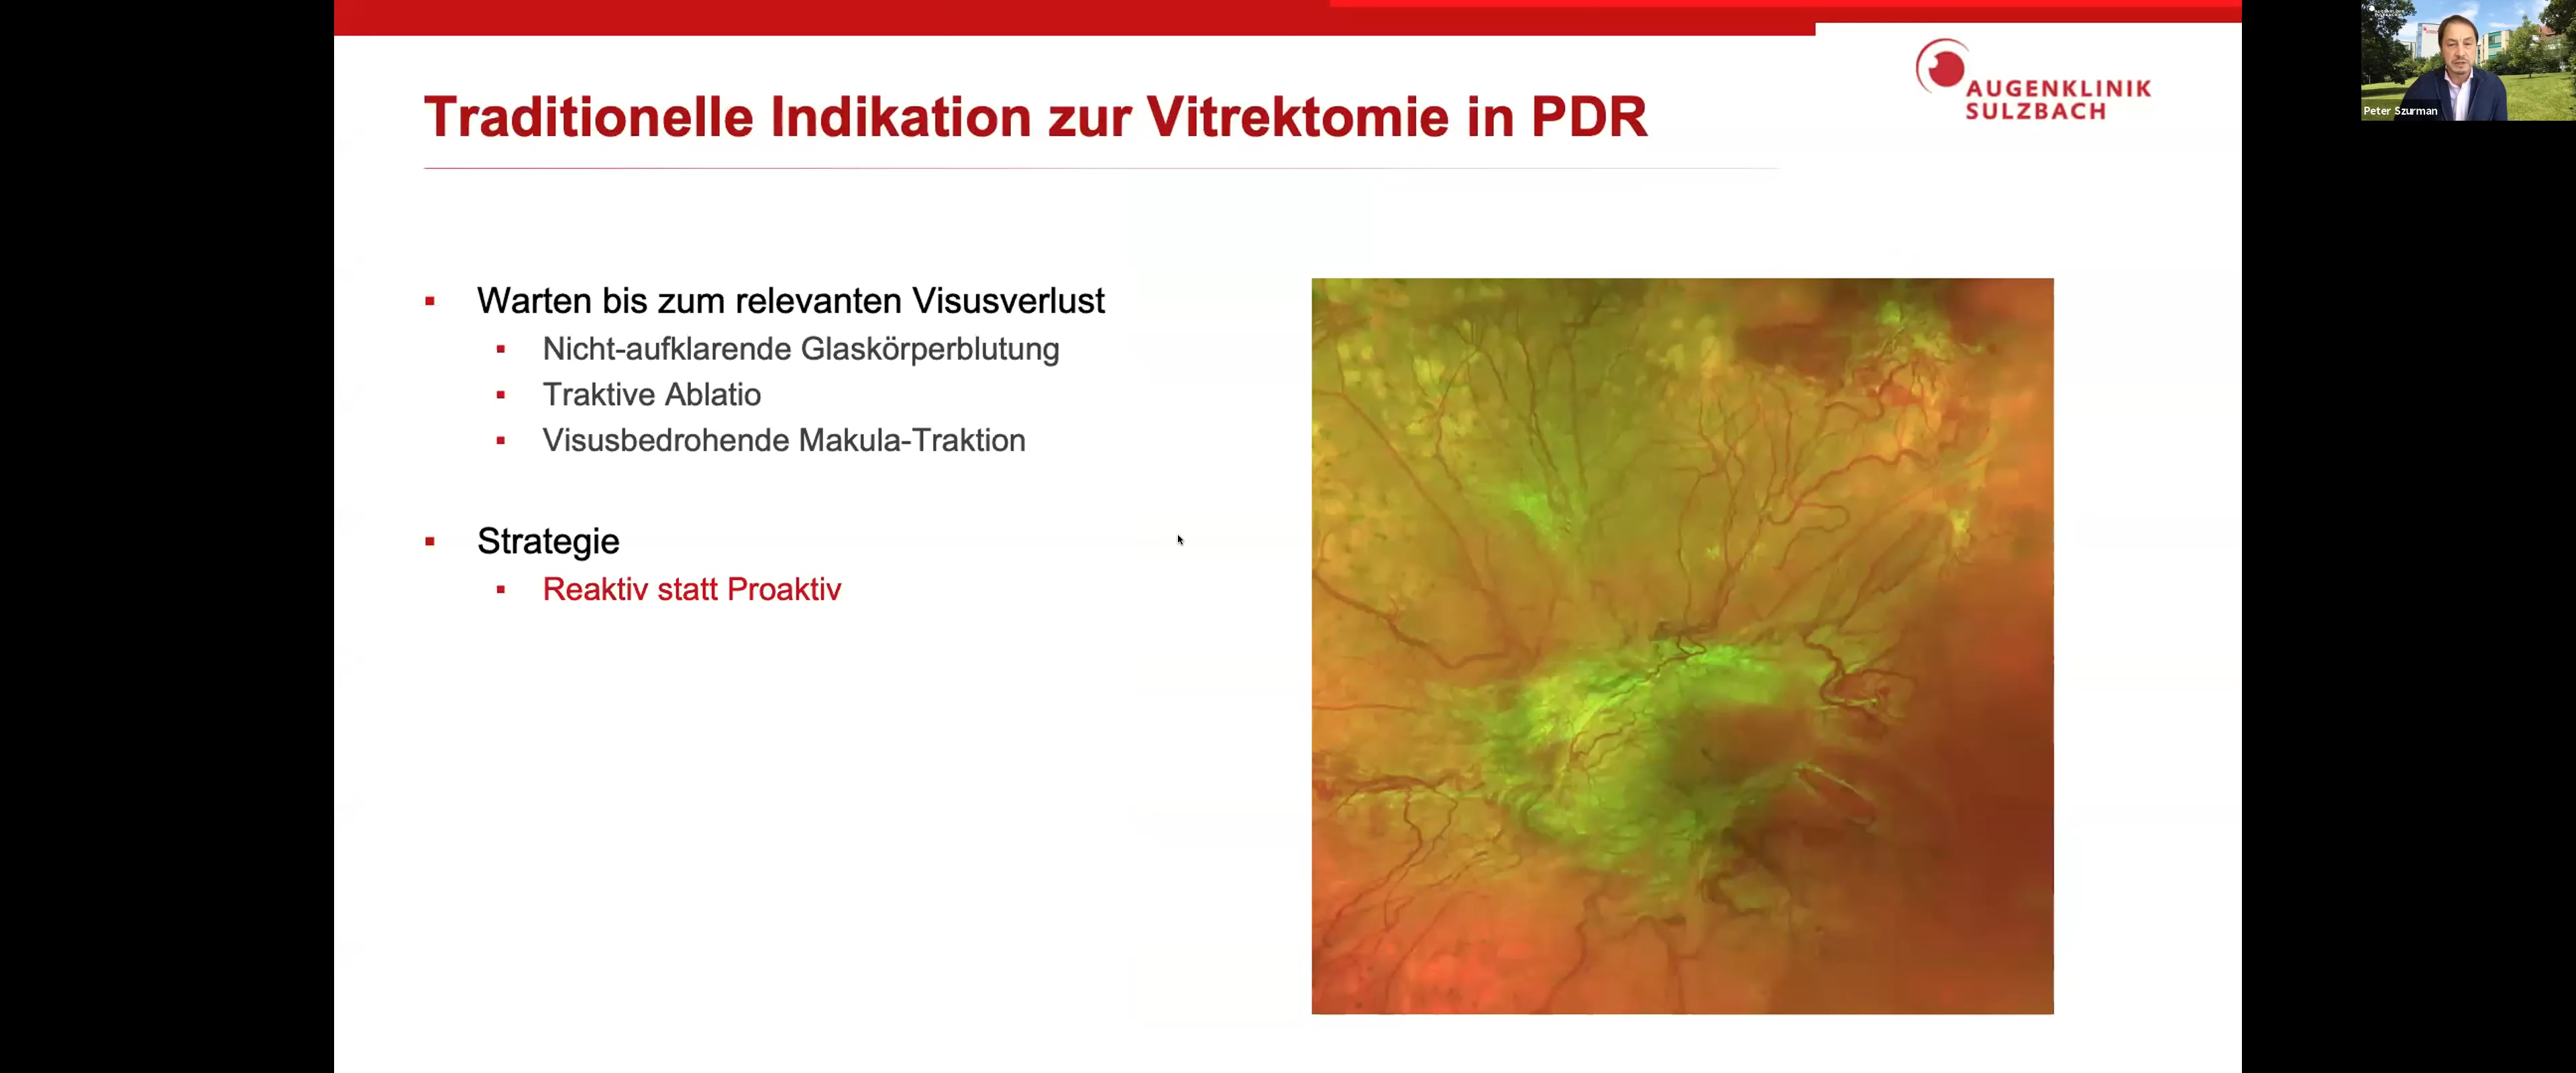 Traditionelle Indikation zur Vitrektomie in PDR
AUGENKLINIK
SULZBACH
Peter Szurman
Warten bis zum relevanten Visusverlust
Nicht-aufklarende Glaskörperblutung
Traktive Ablatio
Visusbedrohende Makula-Traktion
Strategie
Reaktiv statt Proaktiv